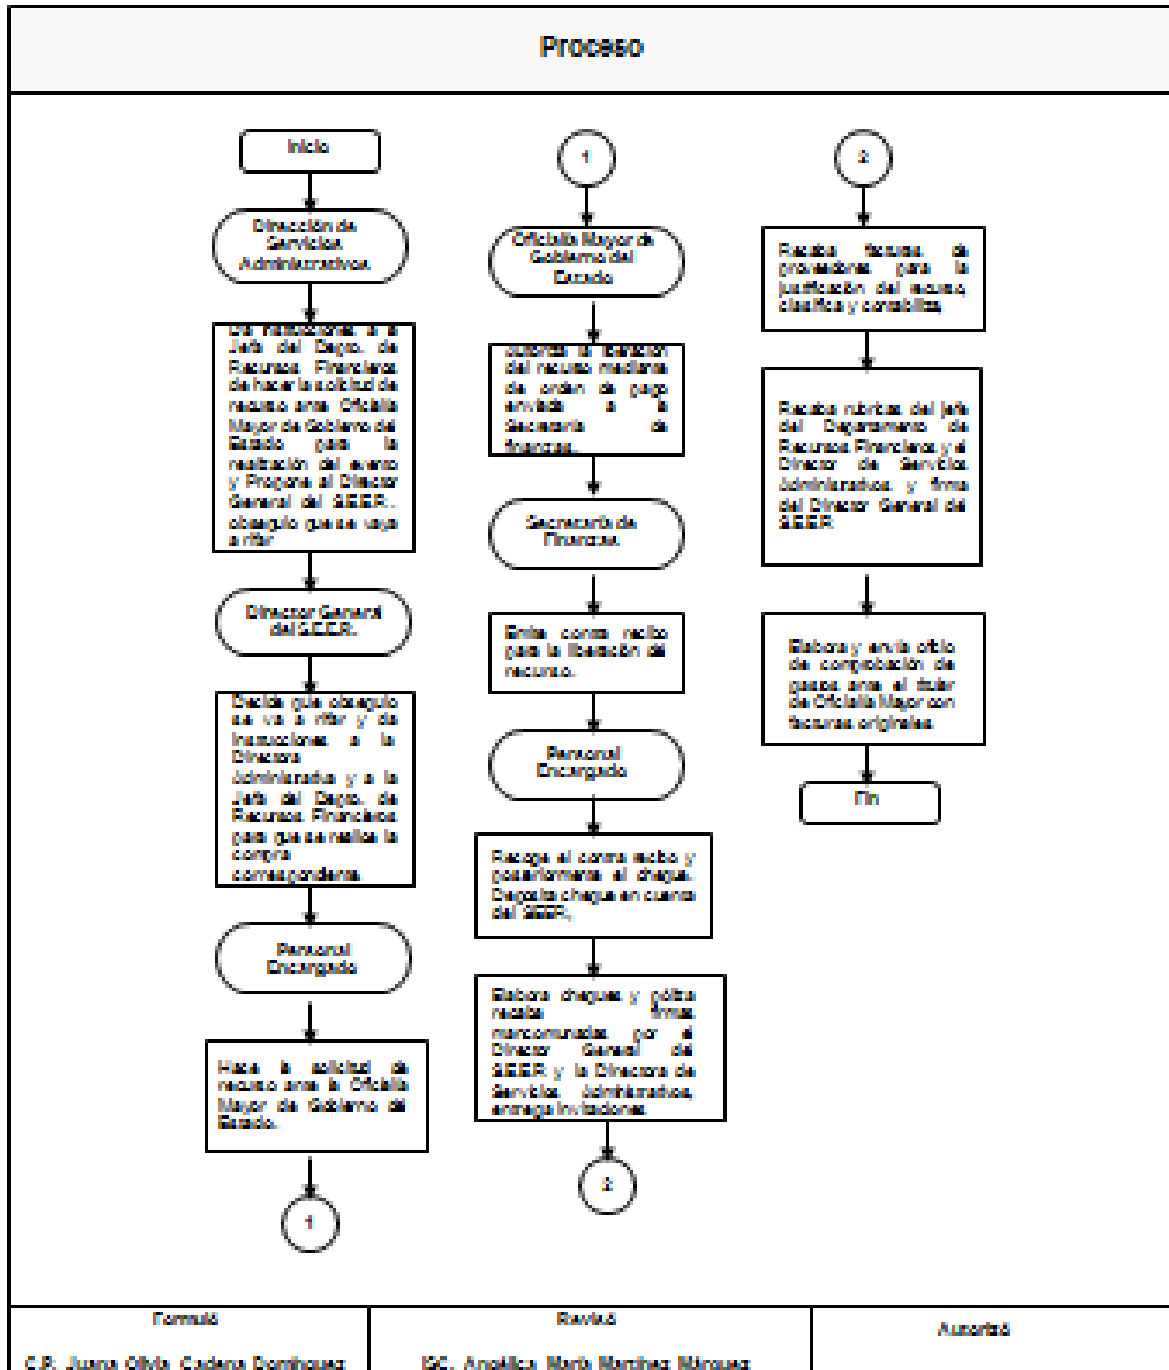 Proceso
Inicio
Dirección de
Servicios
Administrativos
Da instrucciones a a
Jefa del Depto. de
Recursos Financieros
de hacer la solicitud de
recurso ante Oficialía
Mayor de Gobierno del
Estado para la
realización del evento
y Propone al Director
General del S.E.E.R.,
obsequio que se vaya
a rifar
Director General
del S.E.E.R.
Decide que obsequio
se va a rifar y da
instrucciones a la
Directora
Administrativa y a la
Jefa del Depto. de
Recursos Financieros
para que se realice la
compra
correspondiente.
Personal
Encargado
Hace la solicitud de
recurso ante la Oficialía
Mayor de Gobierno del
Estado.
1
1
Oficialía Mayor de
Gobierno del
Estado
Autoriza la liberación
del recurso mediante
de orden de pago
enviada a la
Secretaría de
finanzas.
Secretaría de
Finanzas
Emite contra recibo
para la liberación del
recurso.
Personal
Encargado
Recoge el contra recibo y
posteriormente el cheque.
Deposita cheque en cuenta
del SEER.
Elabora cheques y póliza
recaba firmas
mancomunadas por el
Director General del
S.E.E.R. y la Directora de
Servicios Administrativos,
entrega invitaciones
2
2
Recaba facturas de
proveedores para la
justificación del recurso,
clasifica y contabiliza.
Recaba rubricas del jefe
del Departamento de
Recursos Financieros y el
Director de Servicios
Administrativos y firma
del Director General del
S.E.E.R
Elabora y envía oficio
de comprobación de
gastos ante el titular
de Oficialía Mayor con
facturas originales.
Fin
Formuló
Revisó
Autorizó
C.P. Juana Olivia Cadena Domínguez
ISC. Angélica María Martínez Márquez